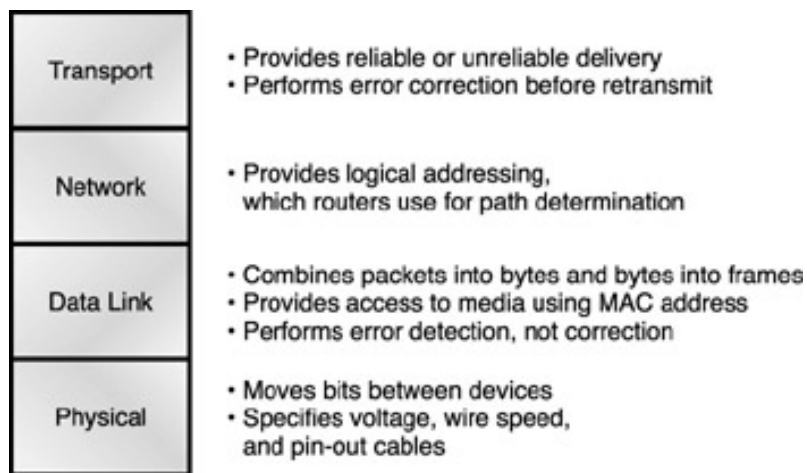 Transport
• Provides reliable or unreliable delivery
• Performs error correction before retransmit
Network
• Provides logical addressing,
which routers use for path determination
Data Link
• Combines packets into bytes and bytes into frames
• Provides access to media using MAC address
• Performs error detection, not correction
Physical
• Moves bits between devices
• Specifies voltage, wire speed,
and pin-out cables